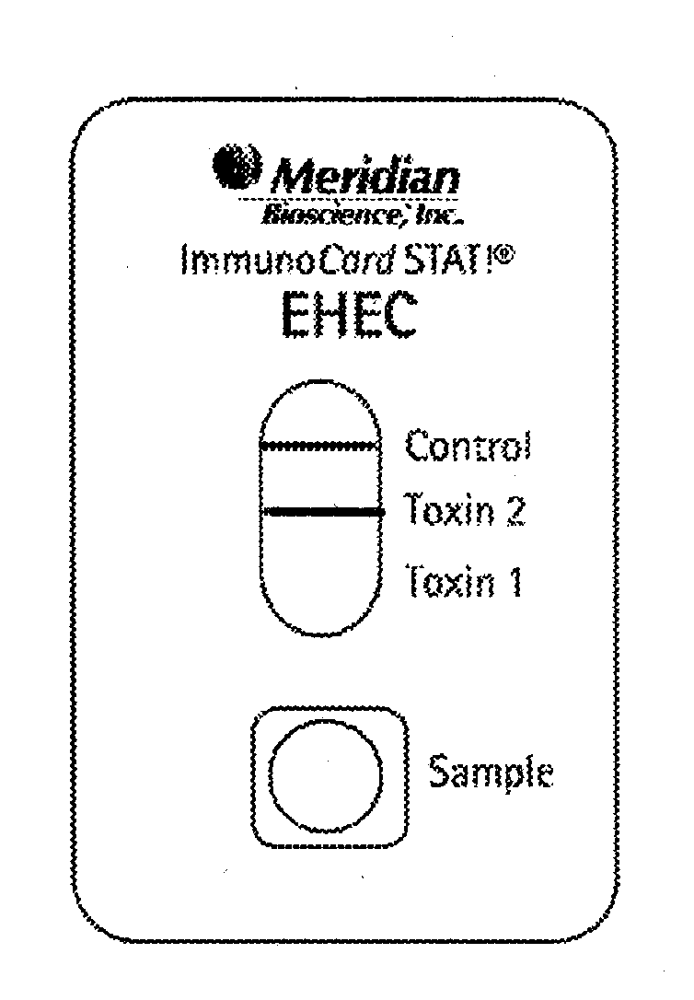 Meridian
Bioscience, Inc.
ImmunoCard STAT!®
EHEC
Control
Toxin 2
Toxin 1
Sample